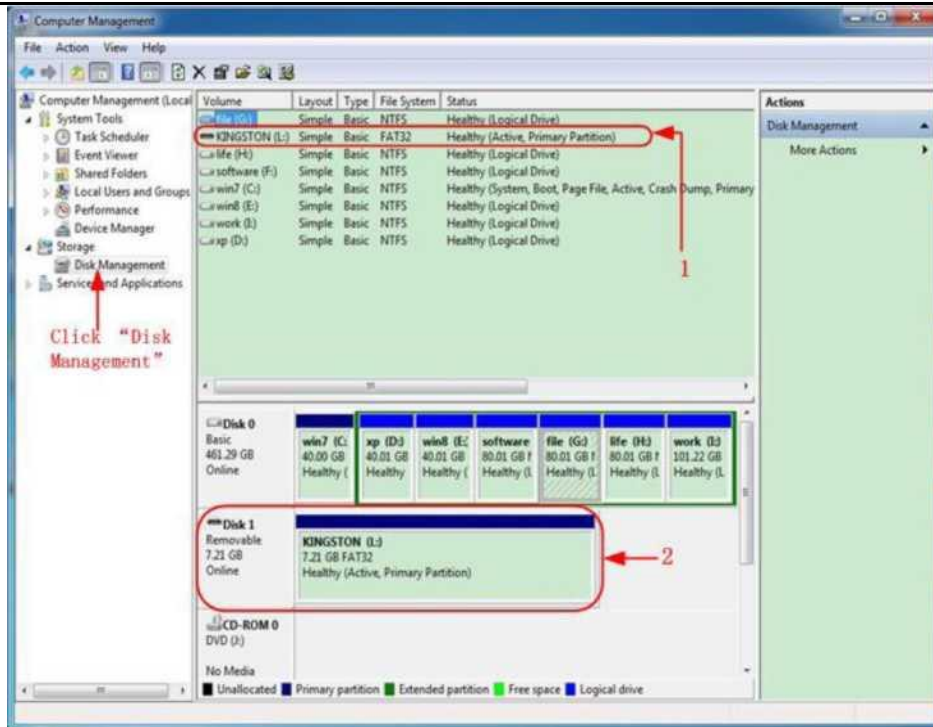 Computer Management
File Action View Help
Computer Management (Local
System Tools
Task Scheduler
Event Viewer
Shared Folders
Local Users and Groups
Performance
Device Manager
Storage
Disk Management
Services and Applications
Click “Disk
Management”
Volume Layout Type File System Status
file (G:) Simple Basic NTFS Healthy (Logical Drive)
KINGSTON (L:) Simple Basic FAT32 Healthy (Active, Primary Partition)
life (H:) Simple Basic NTFS Healthy (Logical Drive)
software (F:) Simple Basic NTFS Healthy (Logical Drive)
win7 (C:) Simple Basic NTFS Healthy (System, Boot, Page File, Active, Crash Dump, Primary
win8 (E:) Simple Basic NTFS Healthy (Logical Drive)
work (I:) Simple Basic NTFS Healthy (Logical Drive)
xp (D:) Simple Basic NTFS Healthy (Logical Drive)
1
Actions
Disk Management
More Actions
Disk 0
Basic
461.29 GB
Online
win7 (C: xp (D:) win8 (E: software file (G:) life (H:) work (I:)
40.00 GB 40.01 GB 40.01 GB 80.01 GB 80.01 GB 80.01 GB 101.22 GB
Healthy ( Healthy Healthy ( Healthy (L Healthy (L Healthy (L Healthy (L
Disk 1
Removable
7.21 GB
Online
KINGSTON (L:)
7.21 GB FAT32
Healthy (Active, Primary Partition)
2
CD-ROM 0
DVD (J:)
No Media
Unallocated Primary partition Extended partition Free space Logical drive